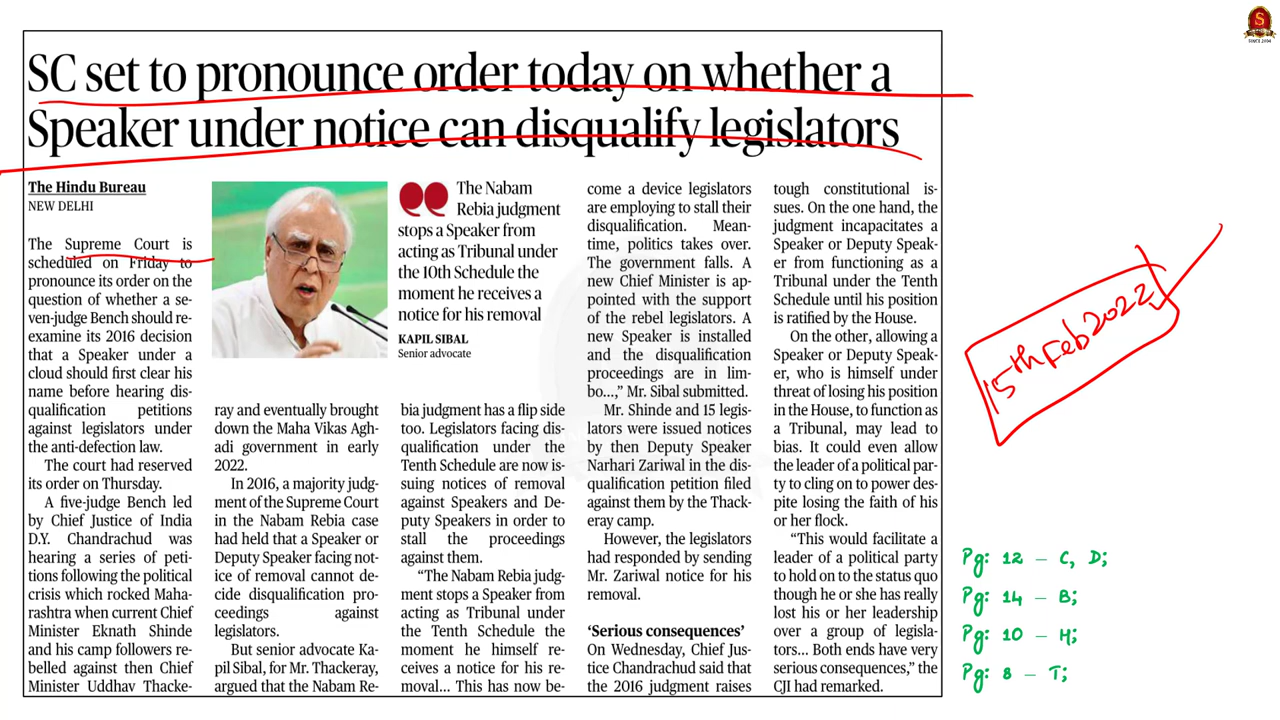 SC set to pronounce order today on whether a
Speaker under notice can disqualify legislators
The Hindu Bureau
NEW DELHI
The Supreme Court is
scheduled on Friday to
pronounce its order on the
question of whether a se-
ven-judge Bench should re-
examine its 2016 decision
that a Speaker under a
cloud should first clear his
name before hearing dis-
qualification petitions
against legislators under
the anti-defection law.
The court had reserved
its order on Thursday.
A five-judge Bench led
by Chief Justice of India
D.Y. Chandrachud was
hearing a series of peti-
tions following the political
crisis which rocked Maha-
rashtra when current Chief
Minister Eknath Shinde
and his camp followers re-
belled against then Chief
Minister Uddhav Thacke-
ray and eventually brought
down the Maha Vikas Agh-
adi government in early
2022.
In 2016, a majority judg-
ment of the Supreme Court
in the Nabam Rebia case
had held that a Speaker or
Deputy Speaker facing not-
ice of removal cannot de-
cide disqualification pro-
ceedings against
legislators.
But senior advocate Ka-
pil Sibal, for Mr. Thackeray,
argued that the Nabam Re-
The Nabam
Rebia judgment
stops a Speaker from
acting as Tribunal under
the 10th Schedule the
moment he receives a
notice for his removal
KAPIL SIBAL
Senior advocate
bia judgment has a flip side
too. Legislators facing dis-
qualification under the
Tenth Schedule are now is-
suing notices of removal
against Speakers and De-
puty Speakers in order to
stall the proceedings
against them.
“The Nabam Rebia judg-
ment stops a Speaker from
acting as Tribunal under
the Tenth Schedule the
moment he himself re-
ceives a notice for his re-
moval... This has now be-
come a device legislators
are employing to stall their
disqualification. Mean-
time, politics takes over.
The government falls. A
new Chief Minister is ap-
pointed with the support
of the rebel legislators. A
new Speaker is installed
and the disqualification
proceedings are in lim-
bo...,” Mr. Sibal submitted.
Mr. Shinde and 15 legis-
lators were issued notices
by then Deputy Speaker
Narhari Zariwal in the dis-
qualification petition filed
against them by the Thack-
eray camp.
However, the legislators
had responded by sending
Mr. Zariwal notice for his
removal.
‘Serious consequences’
On Wednesday, Chief Jus-
tice Chandrachud said that
the 2016 judgment raises
tough constitutional is-
sues. On the one hand, the
judgment incapacitates a
Speaker or Deputy Speak-
er from functioning as a
Tribunal under the Tenth
Schedule until his position
is ratified by the House.
On the other, allowing a
Speaker or Deputy Speak-
er, who is himself under
threat of losing his position
in the House, to function as
a Tribunal, may lead to
bias. It could even allow
the leader of a political par-
ty to cling on to power des-
pite losing the faith of his
or her flock.
“This would facilitate a
leader of a political party
to hold on to the status quo
though he or she has really
lost his or her leadership
over a group of legisla-
tors... Both ends have very
serious consequences,” the
CJI had remarked.
15th Feb 2022
Pg: 12 – C, D;
Pg: 14 – B;
Pg: 10 – H;
Pg: 8 – T;
S
SINCE 2004